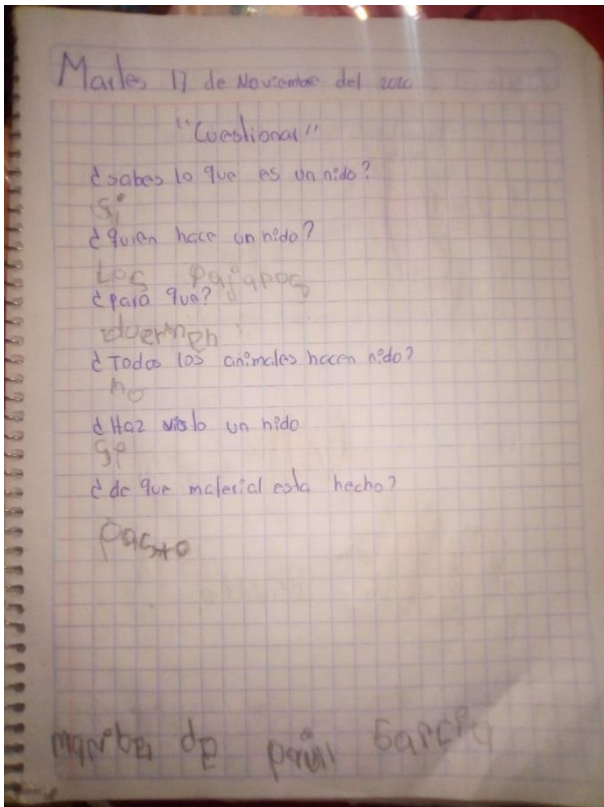 Martes 17 de Noviembre del 2020
"Cuestionar"
¿sabes lo que es un nido?
Si
¿quien hace un nido?
Los pajaros
¿para que?
duermen
¿Todos los animales hacen nido?
no
¿Haz visto un nido
si
¿de que material esta hecho?
pasto
García